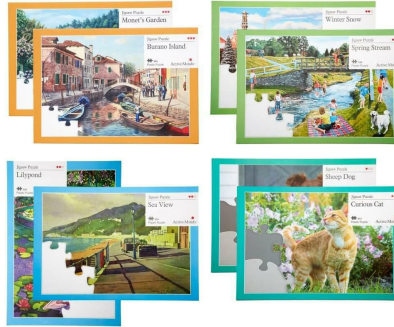 Jigsaw Puzzle
Monet's Garden
Jigsaw Puzzle
Burano Island
Active Minds
Jigsaw Puzzle
Winter Snow
Jigsaw Puzzle
Spring Stream
Active Minds
Jigsaw Puzzle
Lilypond
Jigsaw Puzzle
Sea View
Active Minds
Jigsaw Puzzle
Sheep Dog
Jigsaw Puzzle
Curious Cat
Active Minds